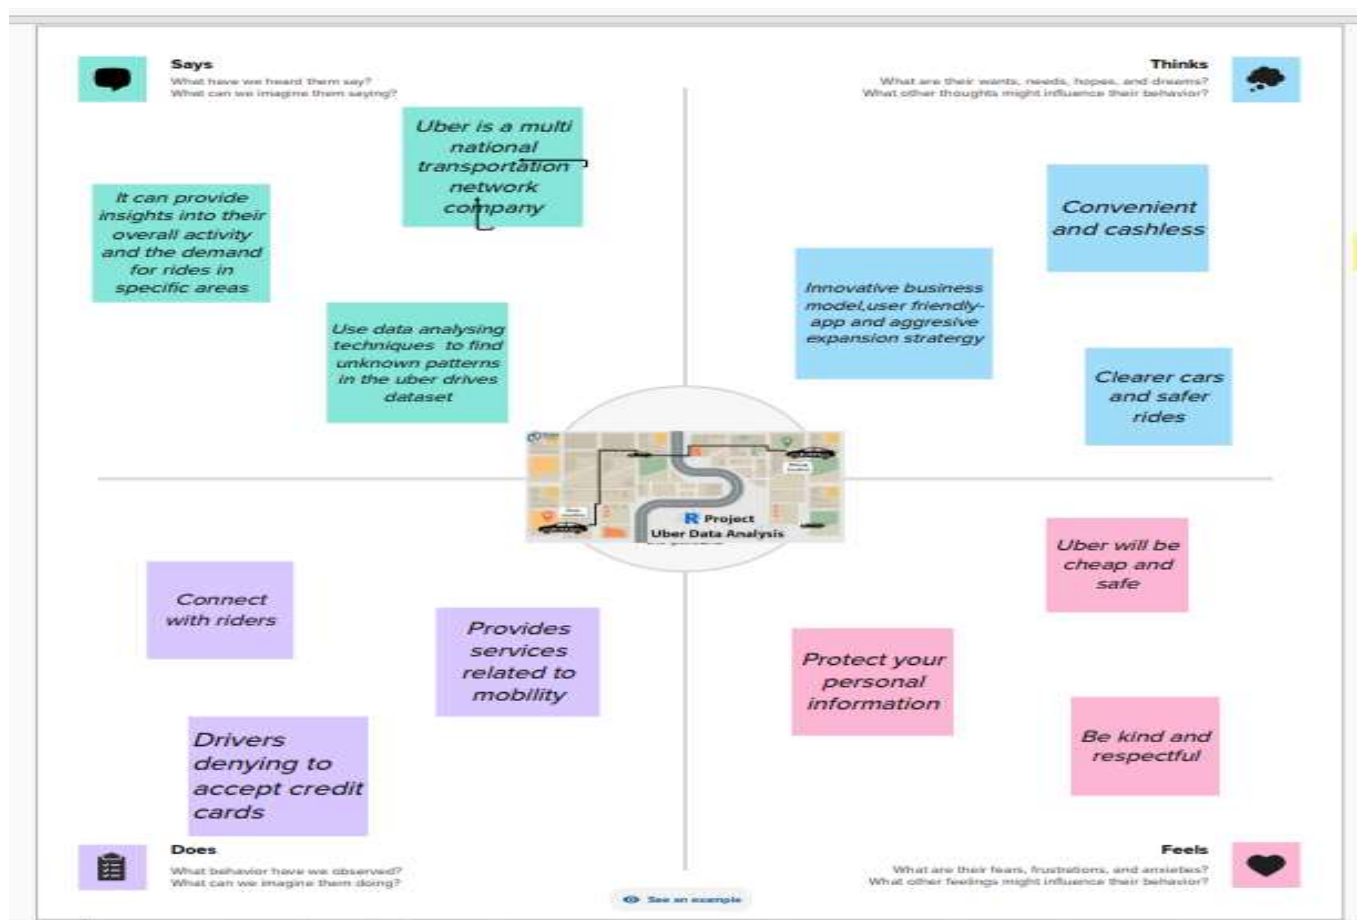 Says
What have we heard them say?
What can we imagine them saying?
Thinks
What are their wants, needs, hopes, and dreams?
What other thoughts might influence their behavior?
Uber is a multi
national
transportation
network
company
It can provide
insights into their
overall activity
and the demand
for rides in
specific areas
Use data analysing
techniques to find
unknown patterns
in the uber drives
dataset
Convenient
and cashless
Innovative business
model,user friendly-
app and aggresive
expansion stratergy
Clearer cars
and safer
rides
R Project
Uber Data Analysis
Connect
with riders
Provides
services
related to
mobility
Drivers
denying to
accept credit
cards
Uber will be
cheap and
safe
Protect your
personal
information
Be kind and
respectful
Does
What behavior have we observed?
What can we imagine them doing?
Feels
What are their fears, frustrations, and anxieties?
What other feelings might influence their behavior?
See an example